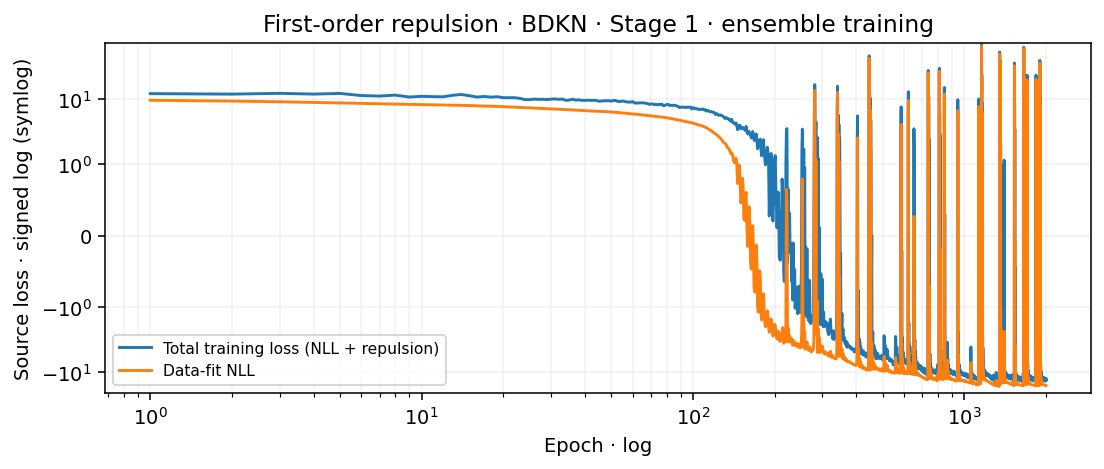 First-order repulsion · BDKN · Stage 1 · ensemble training
Source loss · signed log (symlog)
10¹
10⁰
0
−10⁰
−10¹
Total training loss (NLL + repulsion)
Data-fit NLL
10⁰
10¹
10²
10³
Epoch · log